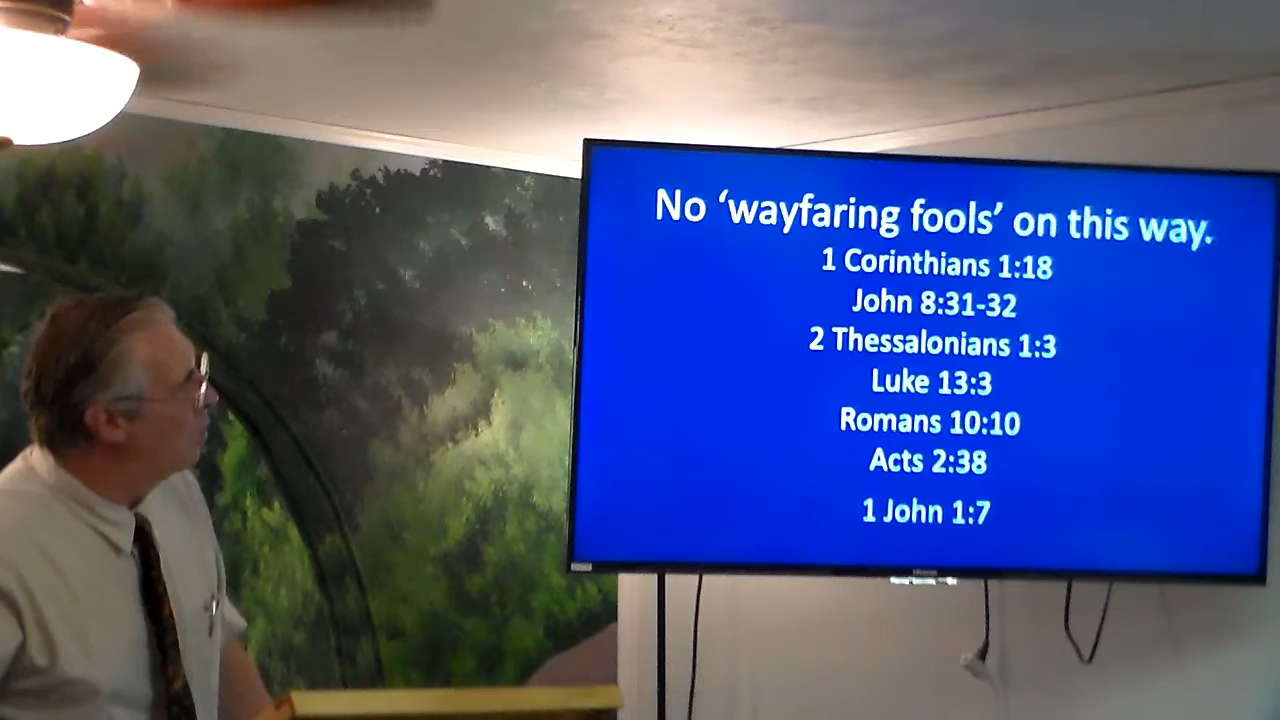 No ‘wayfaring fools’ on this way.
1 Corinthians 1:18
John 8:31-32
2 Thessalonians 1:3
Luke 13:3
Romans 10:10
Acts 2:38
1 John 1:7